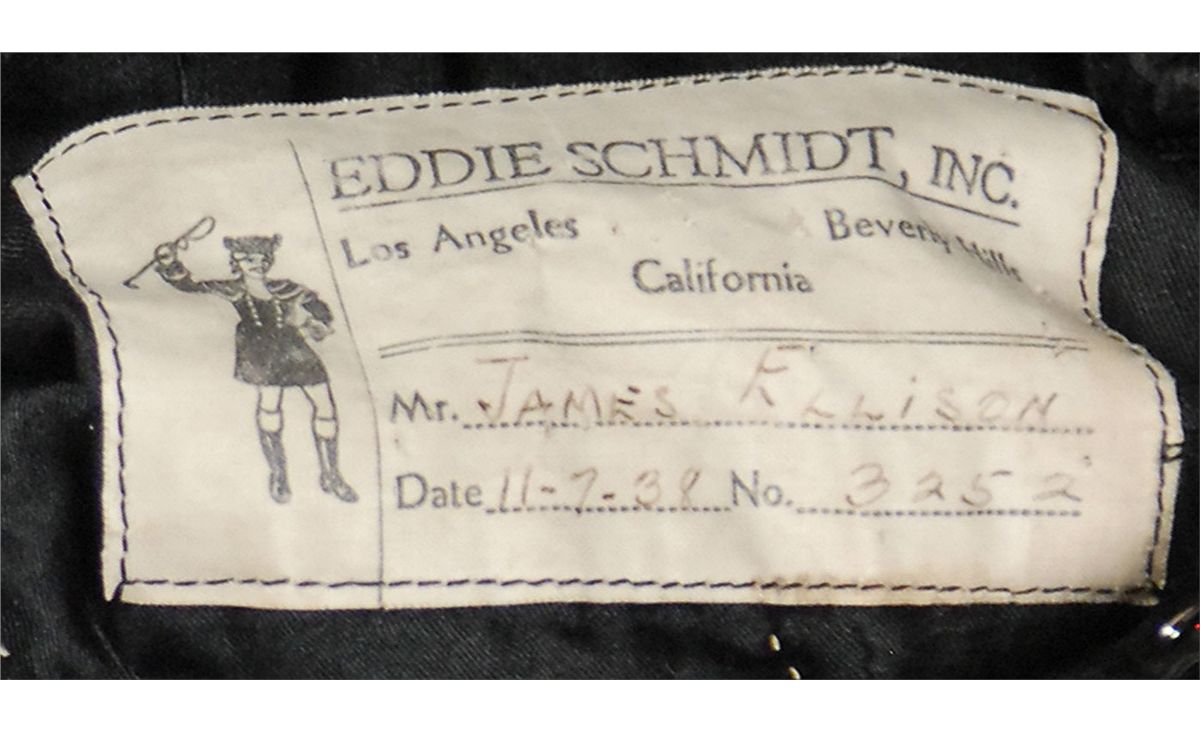 EDDIE SCHMIDT, INC.
Los Angeles Beverly Hills
California
Mr. JAMES ELLISON
Date 11-7-38 No. 3252